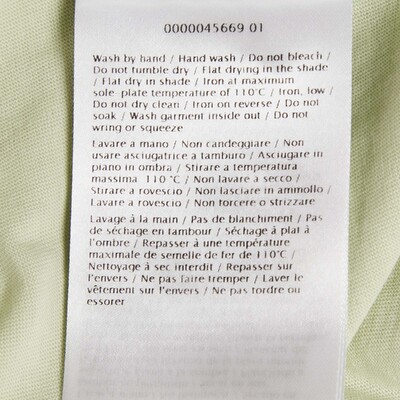 0000045669 01
Wash by hand / Hand wash / Do not bleach /
Do not tumble dry / Flat drying in the shade
/ Flat dry in shade / Iron at maximum
sole-plate temperature of 110°C / Iron, low /
Do not dry clean / Iron on reverse / Do not
soak / Wash garment inside out / Do not
wring or squeeze
Lavare a mano / Non candeggiare / Non
usare asciugatrice a tamburo / Asciugare in
piano in ombra / Stirare a temperatura
massima 110°C / Non lavare a secco /
Stirare a rovescio / Non lasciare in ammollo /
Lavare a rovescio / Non torcere o strizzare
Lavage à la main / Pas de blanchiment / Pas
de séchage en tambour / Séchage à plat à
l'ombre / Repasser à une température
maximale de semelle de fer de 110°C /
Nettoyage à sec interdit / Repasser sur
l'envers / Ne pas faire tremper / Laver le
vêtement sur l'envers / Ne pas tordre ou
essorer